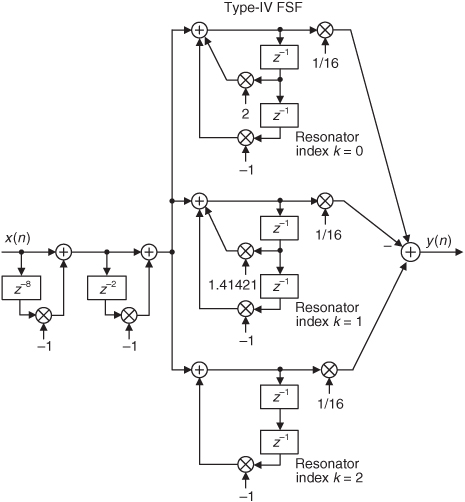 Type-IV FSF
1/16
z⁻¹
2
z⁻¹
−1
Resonator
index k = 0
x(n)
z⁻⁸
−1
z⁻²
−1
1/16
z⁻¹
1.41421
z⁻¹
−1
Resonator
index k = 1
−
y(n)
1/16
z⁻¹
z⁻¹
−1
Resonator
index k = 2